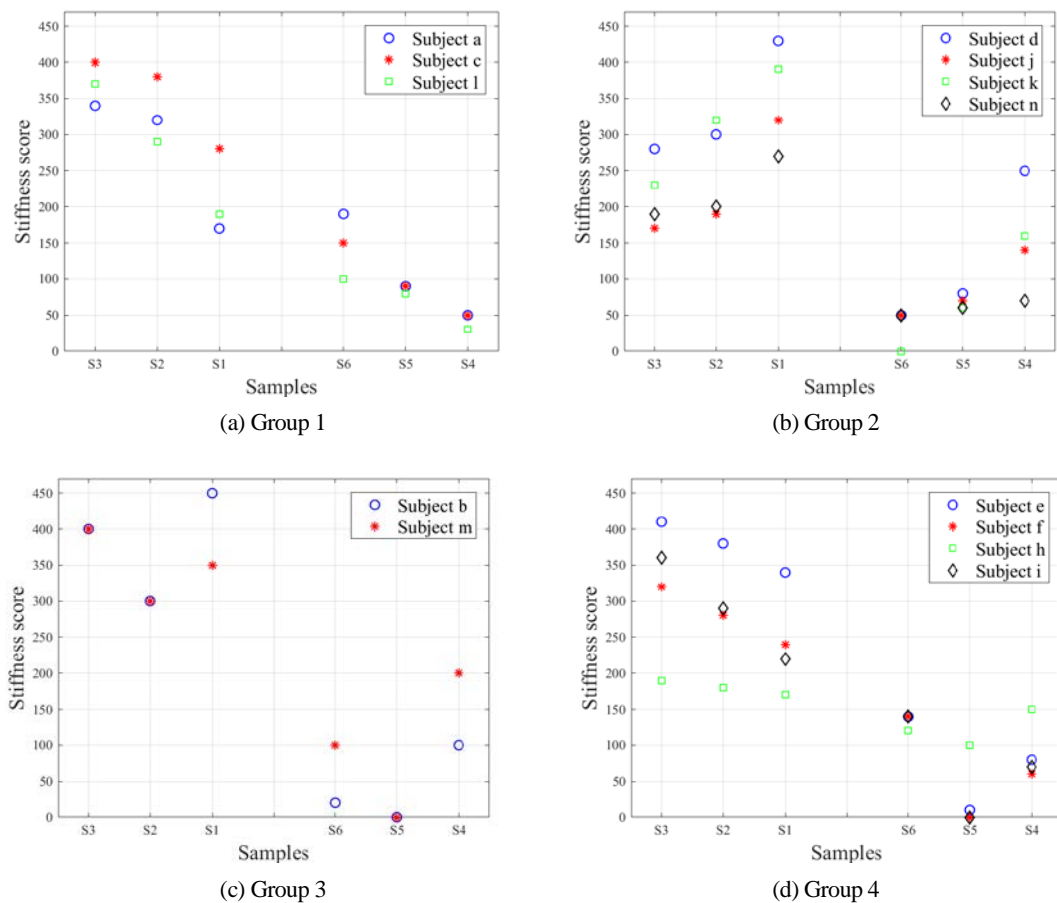 450
400
350
300
250
200
150
100
50
0
Stiffness score
Subject a
Subject c
Subject l
S3 S2 S1 S6 S5 S4
Samples
(a) Group 1
450
400
350
300
250
200
150
100
50
0
Stiffness score
Subject d
Subject j
Subject k
Subject n
S3 S2 S1 S6 S5 S4
Samples
(b) Group 2
450
400
350
300
250
200
150
100
50
0
Stiffness score
Subject b
Subject m
S3 S2 S1 S6 S5 S4
Samples
(c) Group 3
450
400
350
300
250
200
150
100
50
0
Stiffness score
Subject e
Subject f
Subject h
Subject i
S3 S2 S1 S6 S5 S4
Samples
(d) Group 4